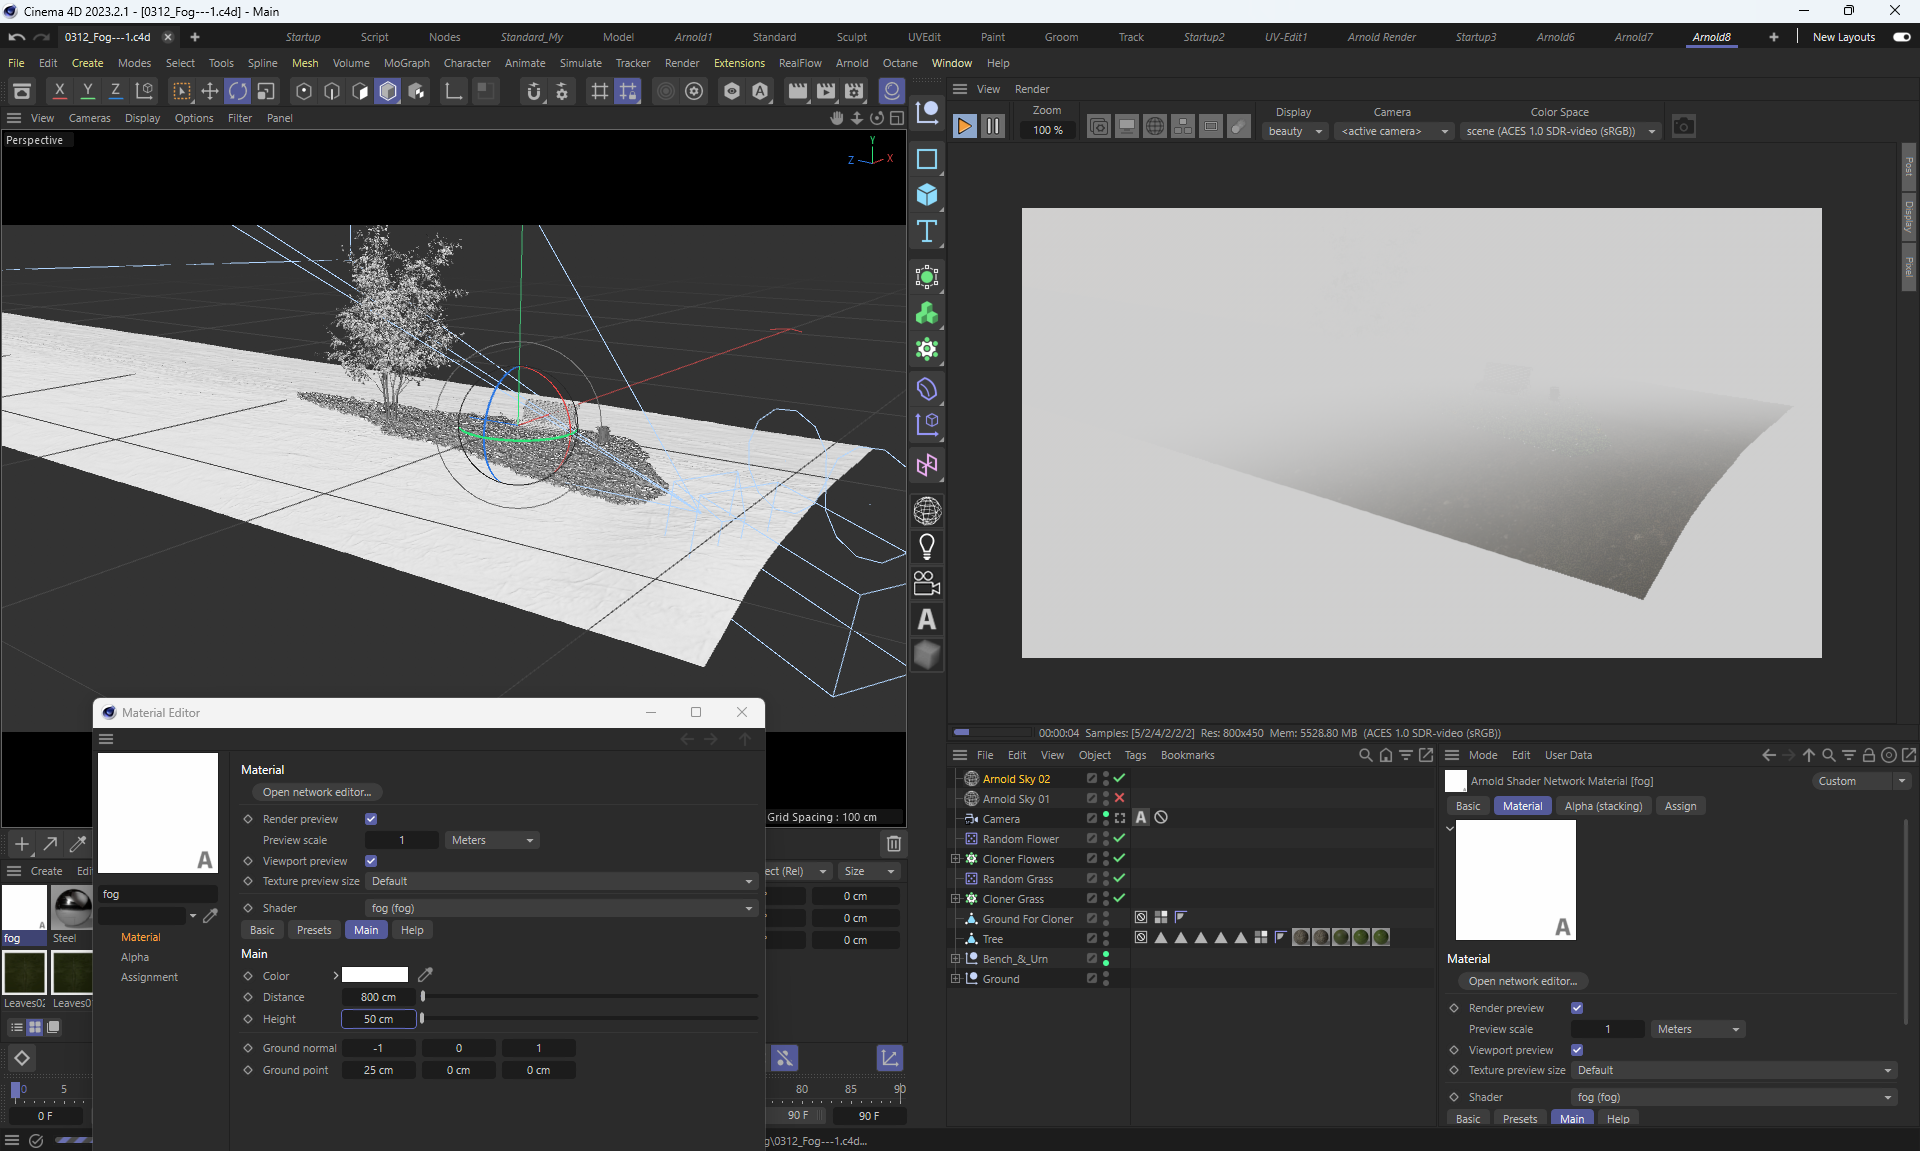 Cinema 4D 2023.2.1 - [0312_Fog---1.c4d] - Main
0312_Fog---1.c4d
Startup Script Nodes Standard_My Model Arnold1 Standard Sculpt UVEdit Paint Groom Track Startup2 UV-Edit1 Arnold Render Startup3 Arnold6 Arnold7 Arnold8 New Layouts
File Edit Create Modes Select Tools Spline Mesh Volume MoGraph Character Animate Simulate Tracker Render Extensions RealFlow Arnold Octane Window Help
X Y Z
View Cameras Display Options Filter Panel
Perspective
Y
Z X
View Render
Zoom
100 %
Display
beauty
Camera
<active camera>
Color Space
scene (ACES 1.0 SDR-video (sRGB))
Post
Display
Pixel
00:00:04 Samples: [5/2/4/2/2/2] Res: 800x450 Mem: 5528.80 MB (ACES 1.0 SDR-video (sRGB))
Grid Spacing : 100 cm
Material Editor
A
fog
Material
Alpha
Assignment
Material
Open network editor...
Render preview
Preview scale 1 Meters
Viewport preview
Texture preview size Default
Shader fog (fog)
Basic Presets Main Help
Main
Color
Distance 800 cm
Height 50 cm
Ground normal -1 0 1
Ground point 25 cm 0 cm 0 cm
Create Edi
fog Steel
Leaves02 Leaves0
ect (Rel) Size
0 cm
0 cm
0 cm
0 5 80 85 90
0 F 90 F 90 F
g\0312_Fog---1.c4d...
File Edit View Object Tags Bookmarks
Arnold Sky 02
Arnold Sky 01
Camera
Random Flower
Cloner Flowers
Random Grass
Cloner Grass
Ground For Cloner
Tree
Bench_&_Urn
Ground
Mode Edit User Data
Arnold Shader Network Material [fog] Custom
Basic Material Alpha (stacking) Assign
A
Material
Open network editor...
Render preview
Preview scale 1 Meters
Viewport preview
Texture preview size Default
Shader fog (fog)
Basic Presets Main Help